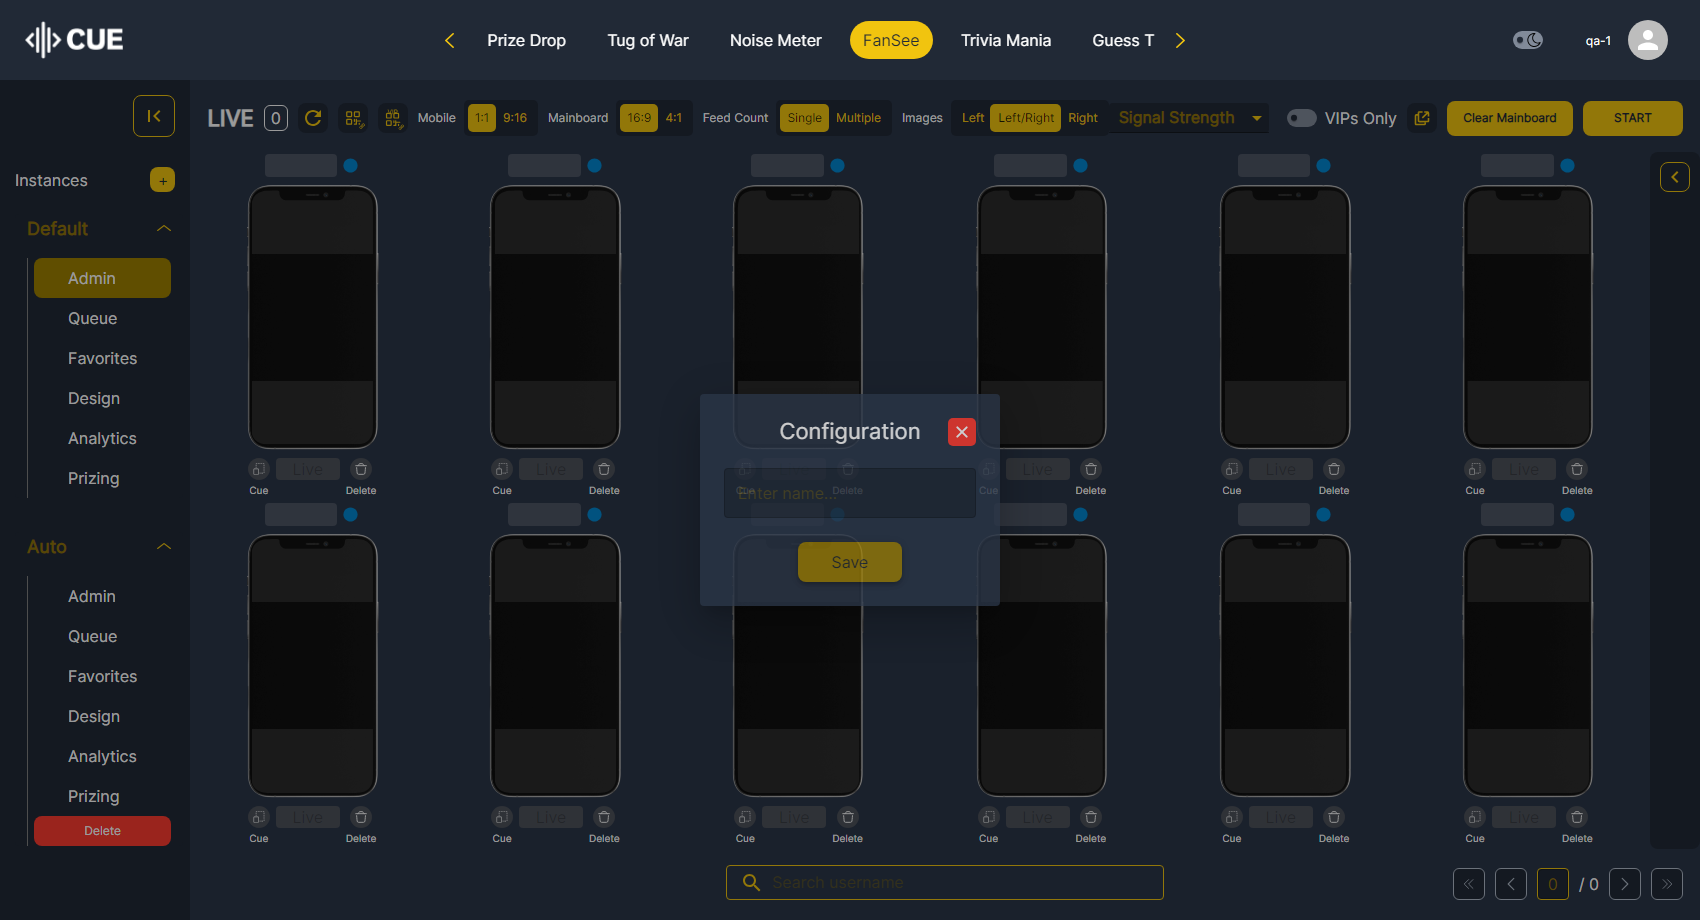 CUE
Prize Drop
Tug of War
Noise Meter
FanSee
Trivia Mania
Guess T
qa-1
LIVE 0
VIP
Mobile 1:1 9:16
Mainboard 16:9 4:1
Feed Count Single Multiple
Images Left Left/Right Right
Signal Strength
VIPs Only
Clear Mainboard
START
Instances +
Default
Admin
Queue
Favorites
Design
Analytics
Prizing
Auto
Admin
Queue
Favorites
Design
Analytics
Prizing
Delete
Live Live Live Live Live
Cue Delete Cue Delete Cue Delete Cue Delete Cue Delete Cue Delete
Configuration
Enter name...
Save
Live Live Live Live Live Live
Cue Delete Cue Delete Cue Delete Cue Delete Cue Delete Cue Delete
Search username
0 / 0